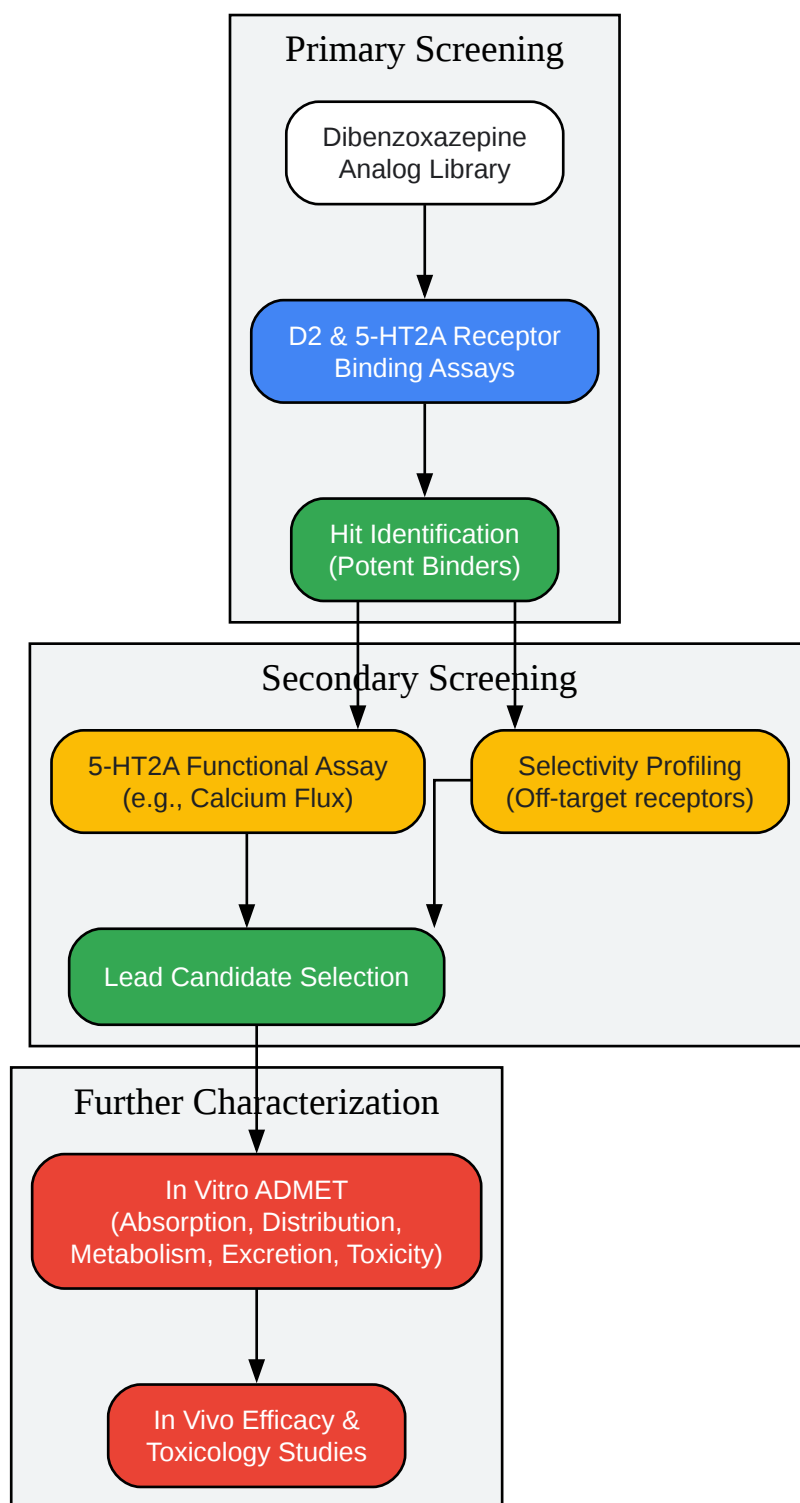 Primary Screening
Dibenzoxazepine
Analog Library
D2 & 5-HT2A Receptor
Binding Assays
Hit Identification
(Potent Binders)
Secondary Screening
5-HT2A Functional Assay
(e.g., Calcium Flux)
Selectivity Profiling
(Off-target receptors)
Lead Candidate Selection
Further Characterization
In Vitro ADMET
(Absorption, Distribution,
Metabolism, Excretion, Toxicity)
In Vivo Efficacy &
Toxicology Studies